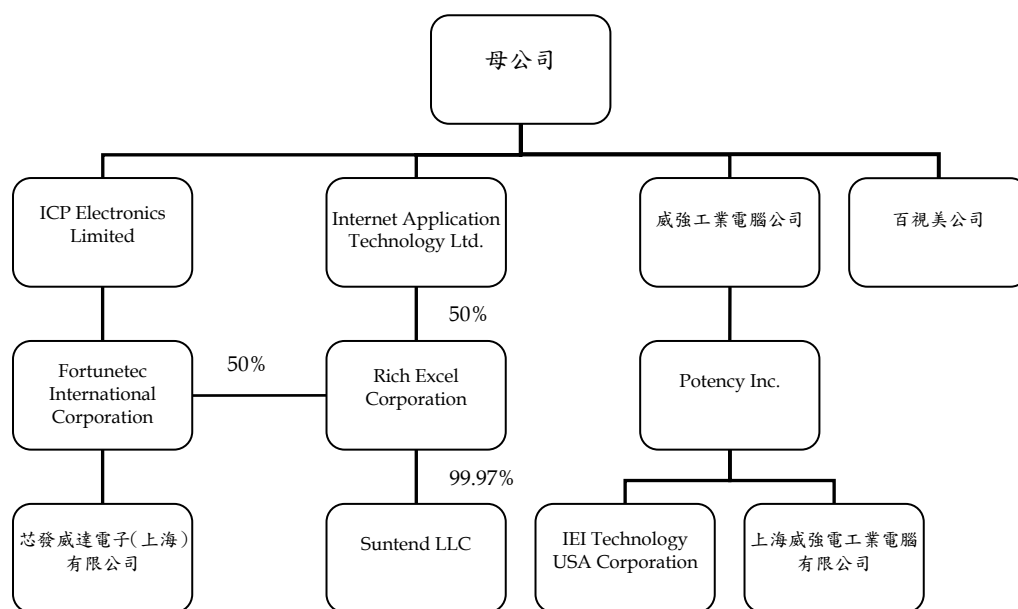 母公司
ICP Electronics
Limited
Internet Application
Technology Ltd.
威強工業電腦公司
百視美公司
50%
Fortunetec
International
Corporation
50%
Rich Excel
Corporation
Potency Inc.
99.97%
芯發威達電子(上海)
有限公司
Suntend LLC
IEI Technology
USA Corporation
上海威強電工業電腦
有限公司